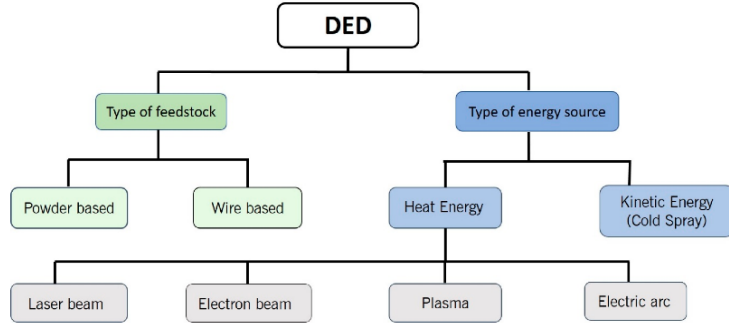 DED
Type of feedstock
Type of energy source
Powder based
Wire based
Heat Energy
Kinetic Energy
(Cold Spray)
Laser beam
Electron beam
Plasma
Electric arc